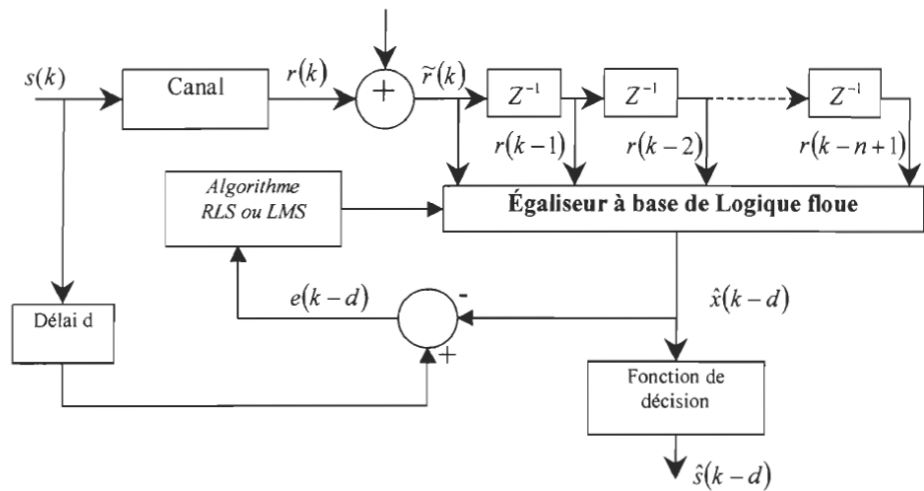 s(k)
Canal
r(k)
+
r̃(k)
Z⁻¹
Z⁻¹
Z⁻¹
r(k−1)
r(k−2)
r(k−n+1)
Algorithme
RLS ou LMS
Égaliseur à base de Logique floue
e(k−d)
-
x̂(k−d)
Délai d
+
Fonction de
décision
ŝ(k−d)